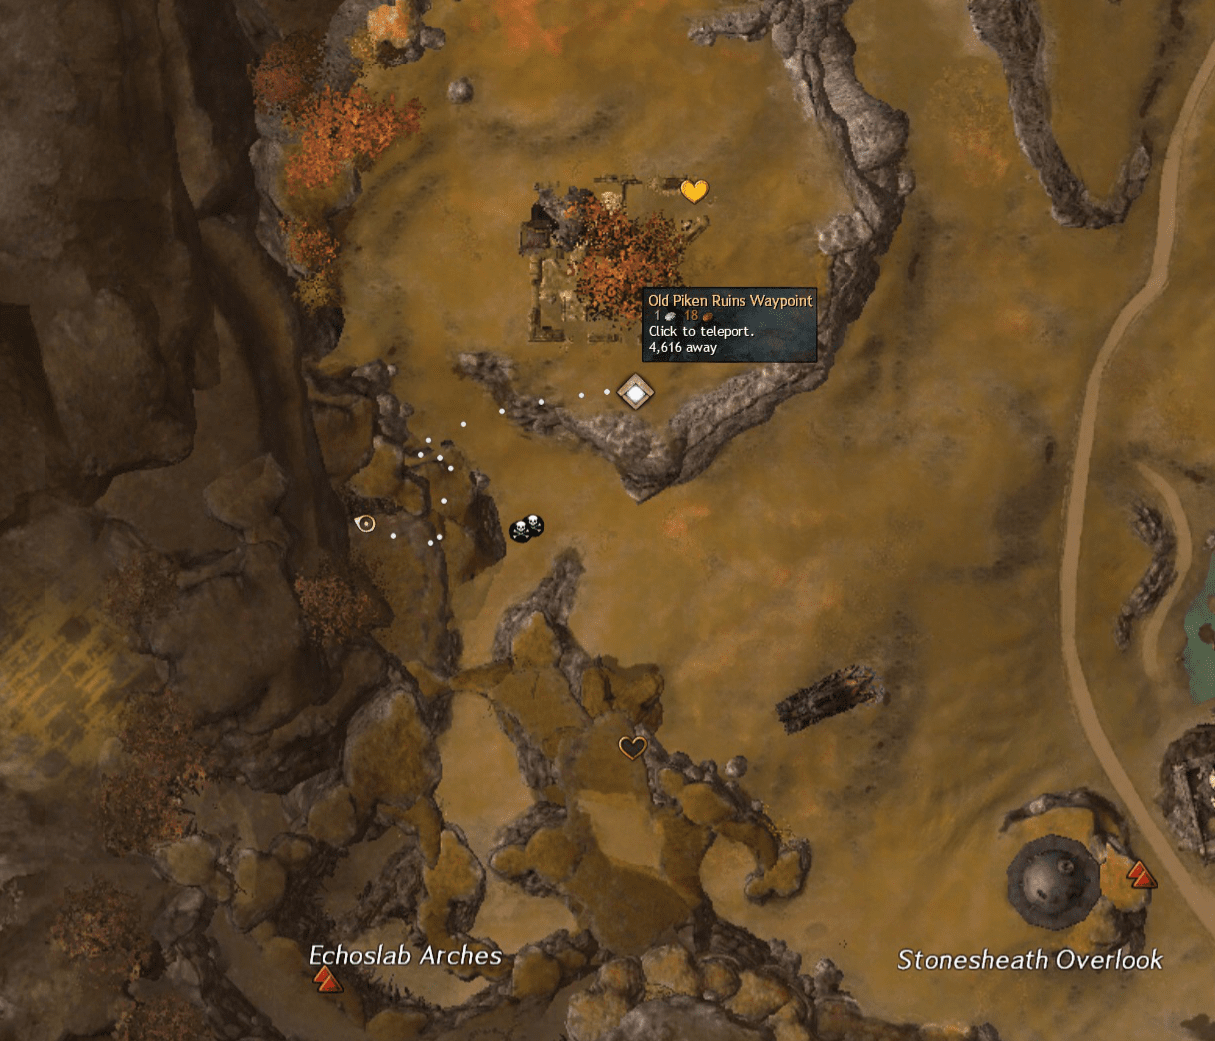 Old Piken Ruins Waypoint
1 18
Click to teleport.
4,616 away
Echoslab Arches
Stonesheath Overlook